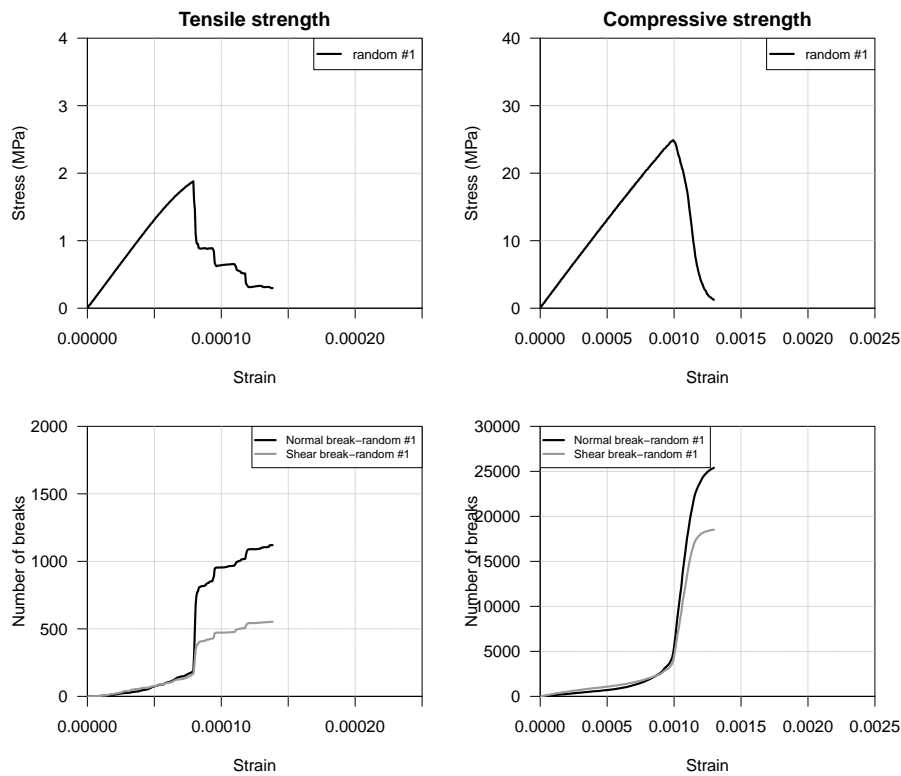 Tensile strength
random #1
Stress (MPa)
4
3
2
1
0
0.00000
0.00010
0.00020
Strain
Compressive strength
random #1
Stress (MPa)
40
30
20
10
0
0.0000
0.0005
0.0010
0.0015
0.0020
0.0025
Strain
Normal break−random #1
Shear break−random #1
Number of breaks
2000
1500
1000
500
0
0.00000
0.00010
0.00020
Strain
Normal break−random #1
Shear break−random #1
Number of breaks
30000
25000
20000
15000
10000
5000
0
0.0000
0.0005
0.0010
0.0015
0.0020
0.0025
Strain